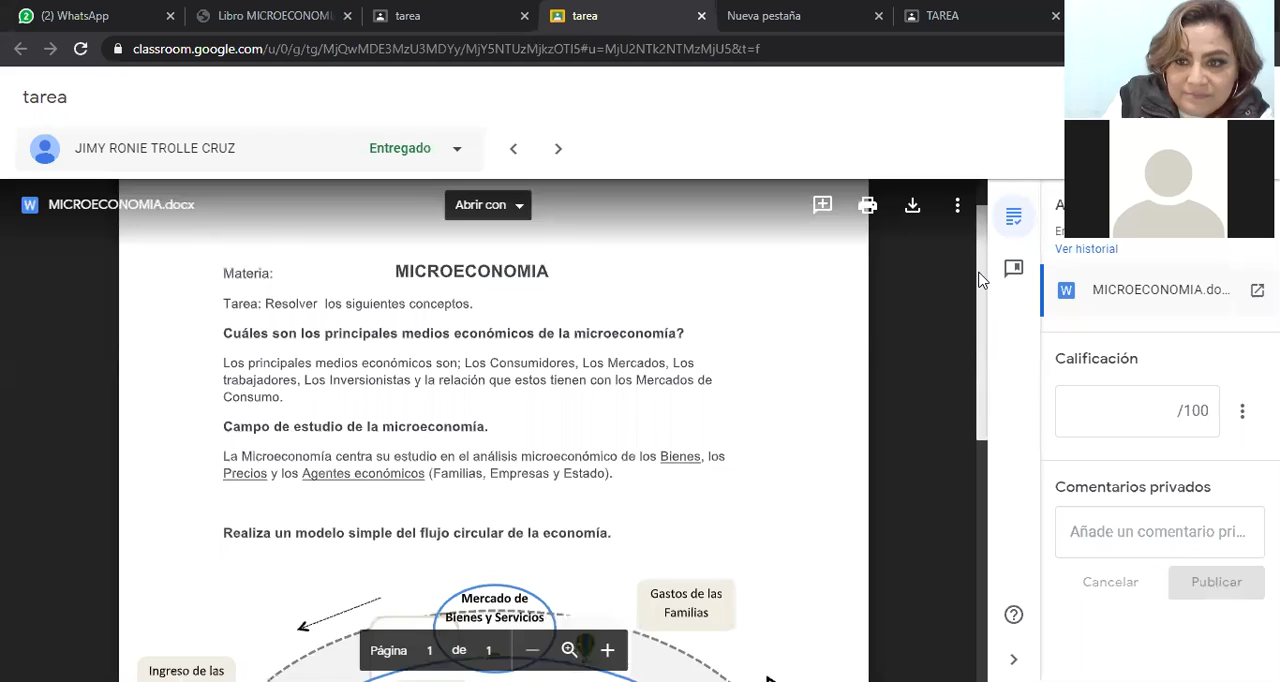 (2) WhatsApp
Libro MICROECONOMI
tarea
tarea
Nueva pestaña
TAREA
classroom.google.com/u/0/g/tg/MjQwMDE3MzU3MDYy/MjY5NTUzMjkzOTI5#u=MjU2NTk2NTMzMjU5&t=f
tarea
JIMY RONIE TROLLE CRUZ
Entregado
MICROECONOMIA.docx
Abrir con
Ver historial
MICROECONOMIA.do...
Materia: MICROECONOMIA
Tarea: Resolver los siguientes conceptos.
Cuáles son los principales medios económicos de la microeconomía?
Los principales medios económicos son; Los Consumidores, Los Mercados, Los
trabajadores, Los Inversionistas y la relación que estos tienen con los Mercados de
Consumo.
Campo de estudio de la microeconomía.
La Microeconomía centra su estudio en el análisis microeconómico de los Bienes, los
Precios y los Agentes económicos (Familias, Empresas y Estado).
Realiza un modelo simple del flujo circular de la economía.
Mercado de
Bienes y Servicios
Gastos de las
Familias
Ingreso de las
Página 1 de 1
Calificación
/100
Comentarios privados
Añade un comentario pri...
Cancelar
Publicar